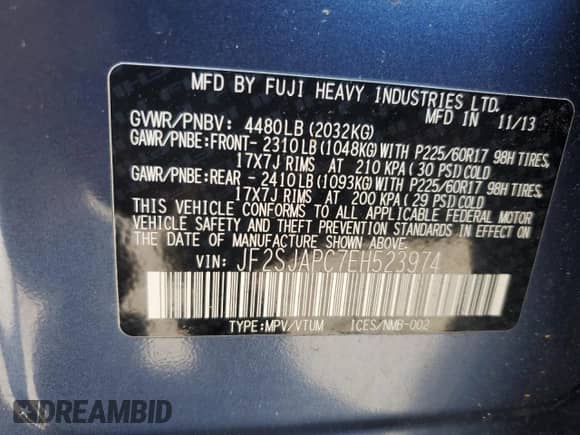 MFD BY FUJI HEAVY INDUSTRIES LTD.
MFD IN 11/13
GVWR/PNBV: 4480LB (2032KG)
GAWR/PNBE:FRONT- 2310LB (1048KG)WITH P225/60R17 98H TIRES,
17X7J RIMS AT 210 KPA ( 30 PSI)COLD
GAWR/PNBE:REAR - 2410LB (1093KG)WITH P225/60R17 98H TIRES,
17X7J RIMS AT 200 KPA ( 29 PSI)COLD
THIS VEHICLE CONFORMS TO ALL APPLICABLE FEDERAL MOTOR
VEHICLE SAFETY AND THEFT PREVENTION STANDARDS IN EFFECT ON
THE DATE OF MANUFACTURE SHOWN ABOVE.
VIN: JF2SJAPC7EH523974
TYPE:MPV/VTUM ICES/NMB-002
DREAMBID